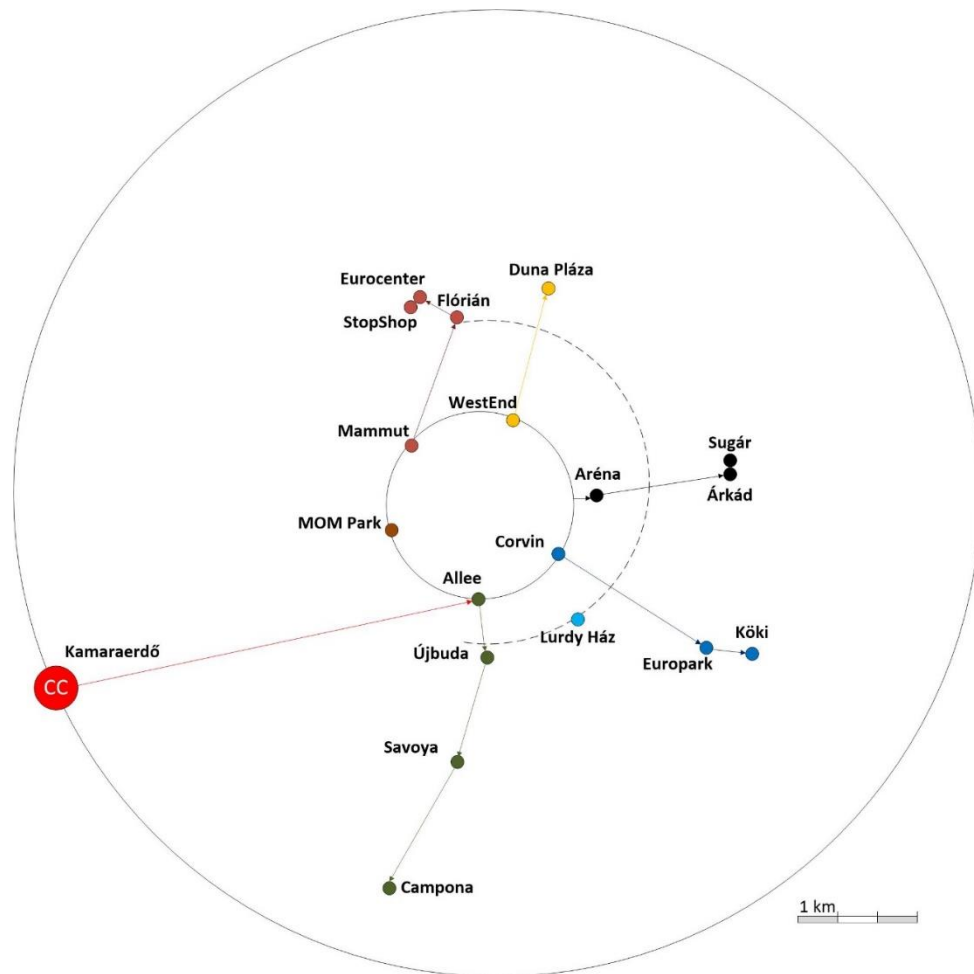 Duna Pláza
Eurocenter
Flórián
StopShop
WestEnd
Mammut
Sugár
Aréna
Árkád
MOM Park
Corvin
Allee
Lurdy Ház
Köki
Kamaraerdő
Újbuda
Europark
CC
Savoya
Campona
1 km